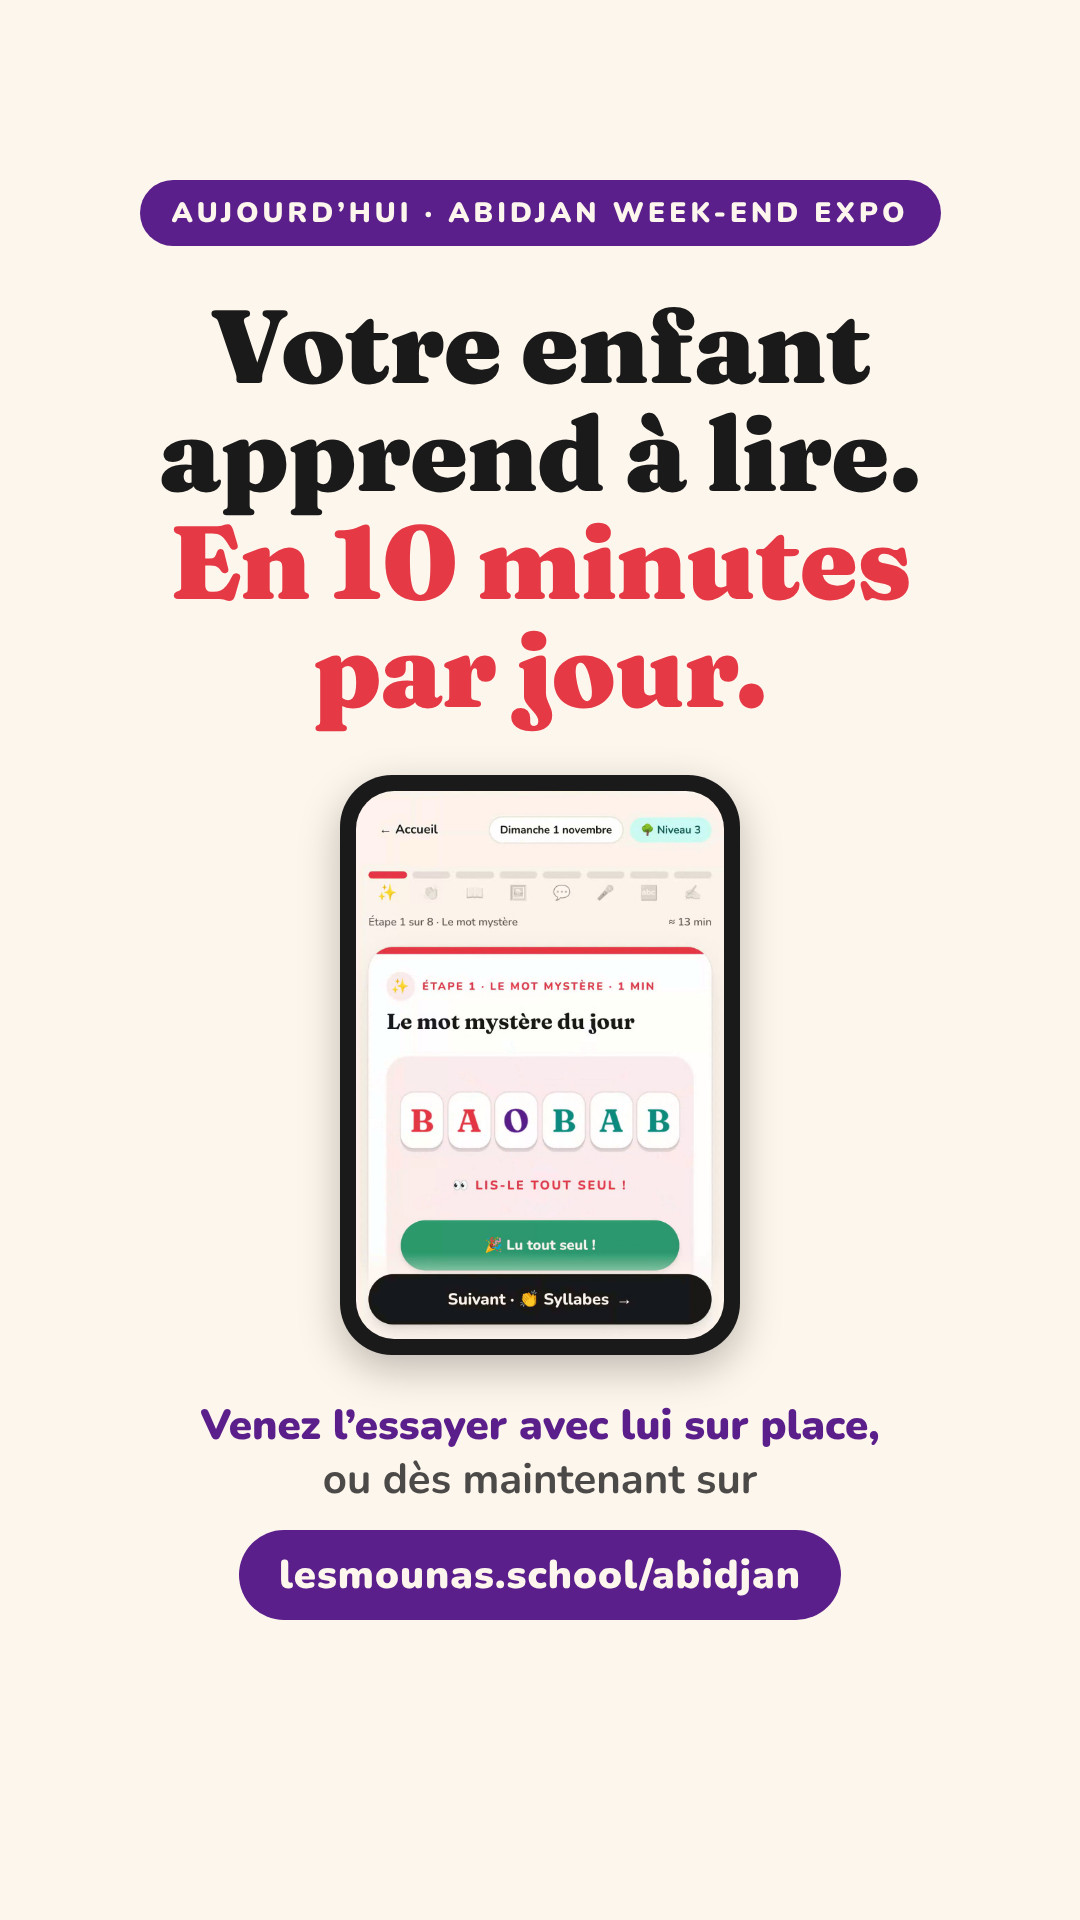 AUJOURD’HUI · ABIDJAN WEEK-END EXPO
Votre enfant
apprend à lire.
En 10 minutes
par jour.
← Accueil
Dimanche 1 novembre
Niveau 3
Étape 1 sur 8 · Le mot mystère
≈ 13 min
ÉTAPE 1 · LE MOT MYSTÈRE · 1 MIN
Le mot mystère du jour
B A O B A B
LIS-LE TOUT SEUL !
Lu tout seul !
Suivant · 👏 Syllabes →
Venez l’essayer avec lui sur place,
ou dès maintenant sur
lesmounas.school/abidjan